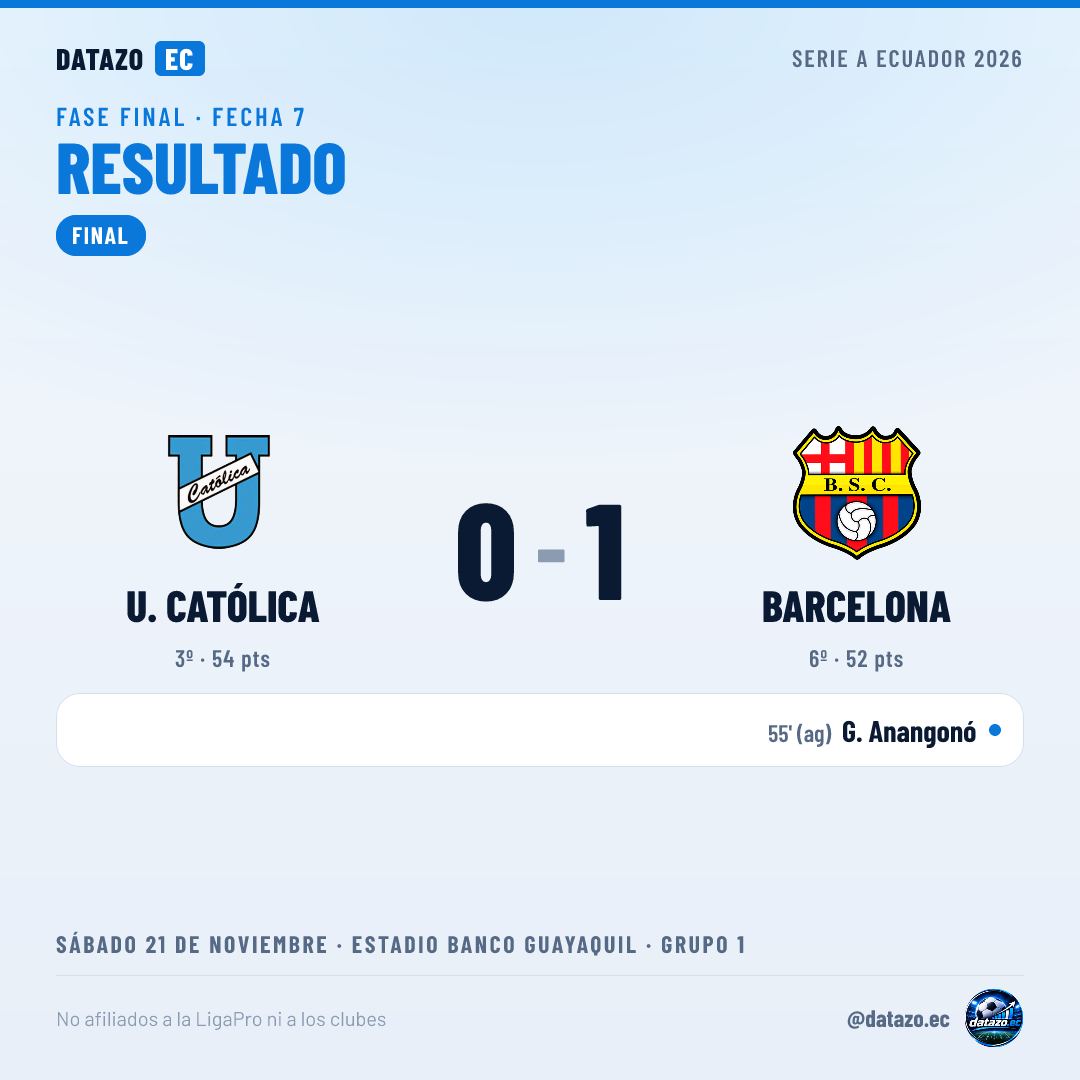 DATAZO EC
SERIE A ECUADOR 2026
FASE FINAL · FECHA 7
RESULTADO
FINAL
Católica
B. S. C.
0 - 1
U. CATÓLICA
BARCELONA
3º · 54 pts
6º · 52 pts
55' (ag) G. Anangonó
SÁBADO 21 DE NOVIEMBRE · ESTADIO BANCO GUAYAQUIL · GRUPO 1
No afiliados a la LigaPro ni a los clubes
@datazo.ec
datazo.ec